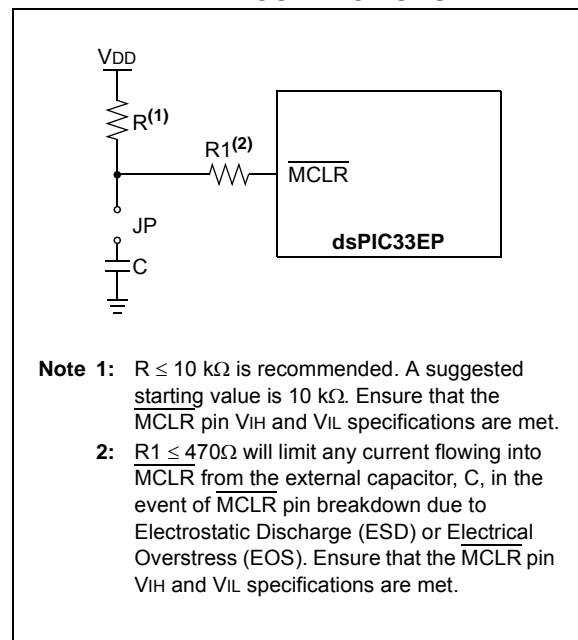 VDD
R(1)
R1(2)
MCLR
JP
dsPIC33EP
C
Note 1: R ≤ 10 kΩ is recommended. A suggested
starting value is 10 kΩ. Ensure that the
MCLR pin VIH and VIL specifications are met.
2: R1 ≤ 470Ω will limit any current flowing into
MCLR from the external capacitor, C, in the
event of MCLR pin breakdown due to
Electrostatic Discharge (ESD) or Electrical
Overstress (EOS). Ensure that the MCLR pin
VIH and VIL specifications are met.